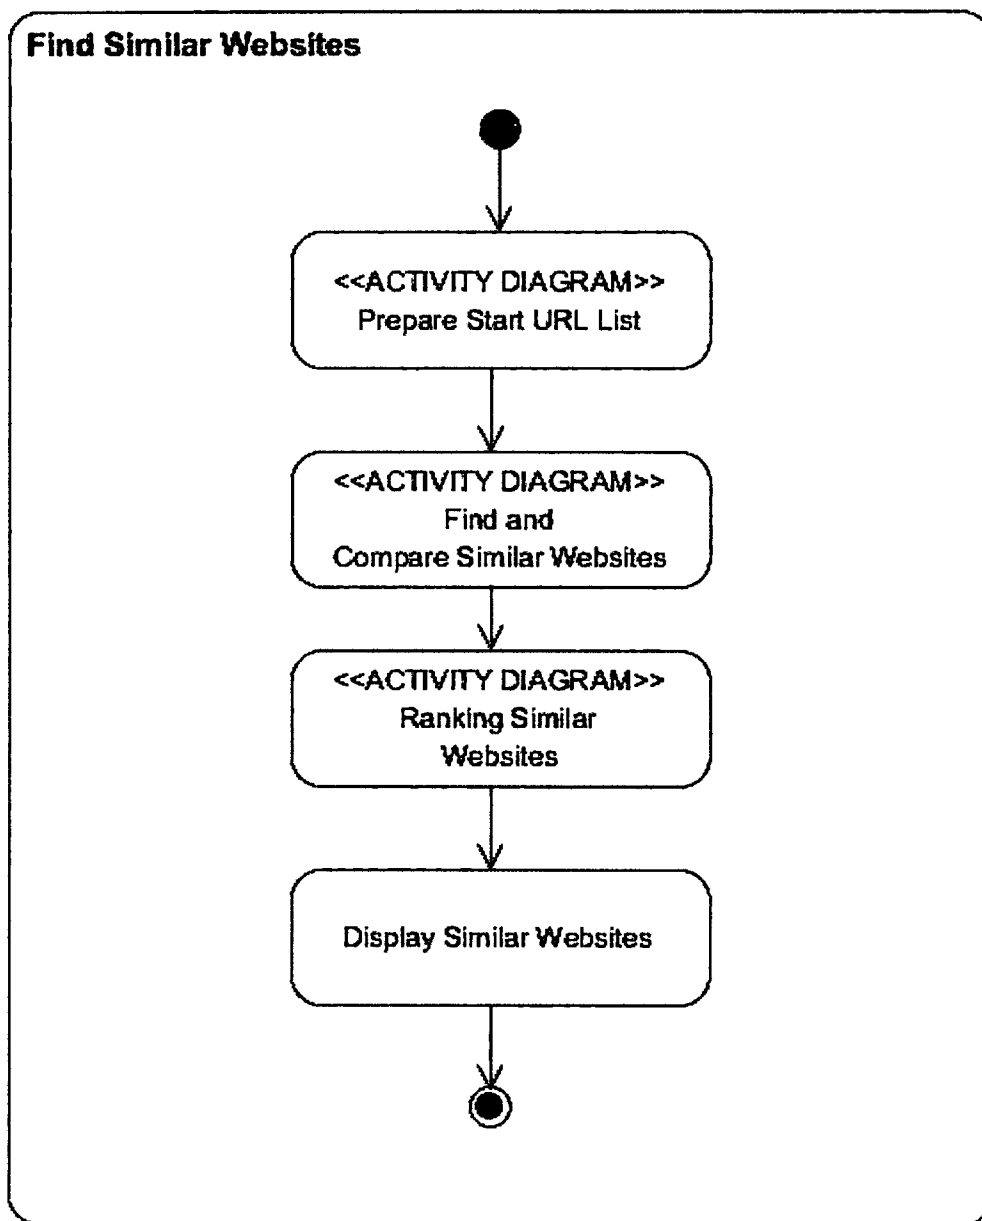 Find Similar Websites
<<ACTIVITY DIAGRAM>>
Prepare Start URL List
<<ACTIVITY DIAGRAM>>
Find and
Compare Similar Websites
<<ACTIVITY DIAGRAM>>
Ranking Similar
Websites
Display Similar Websites